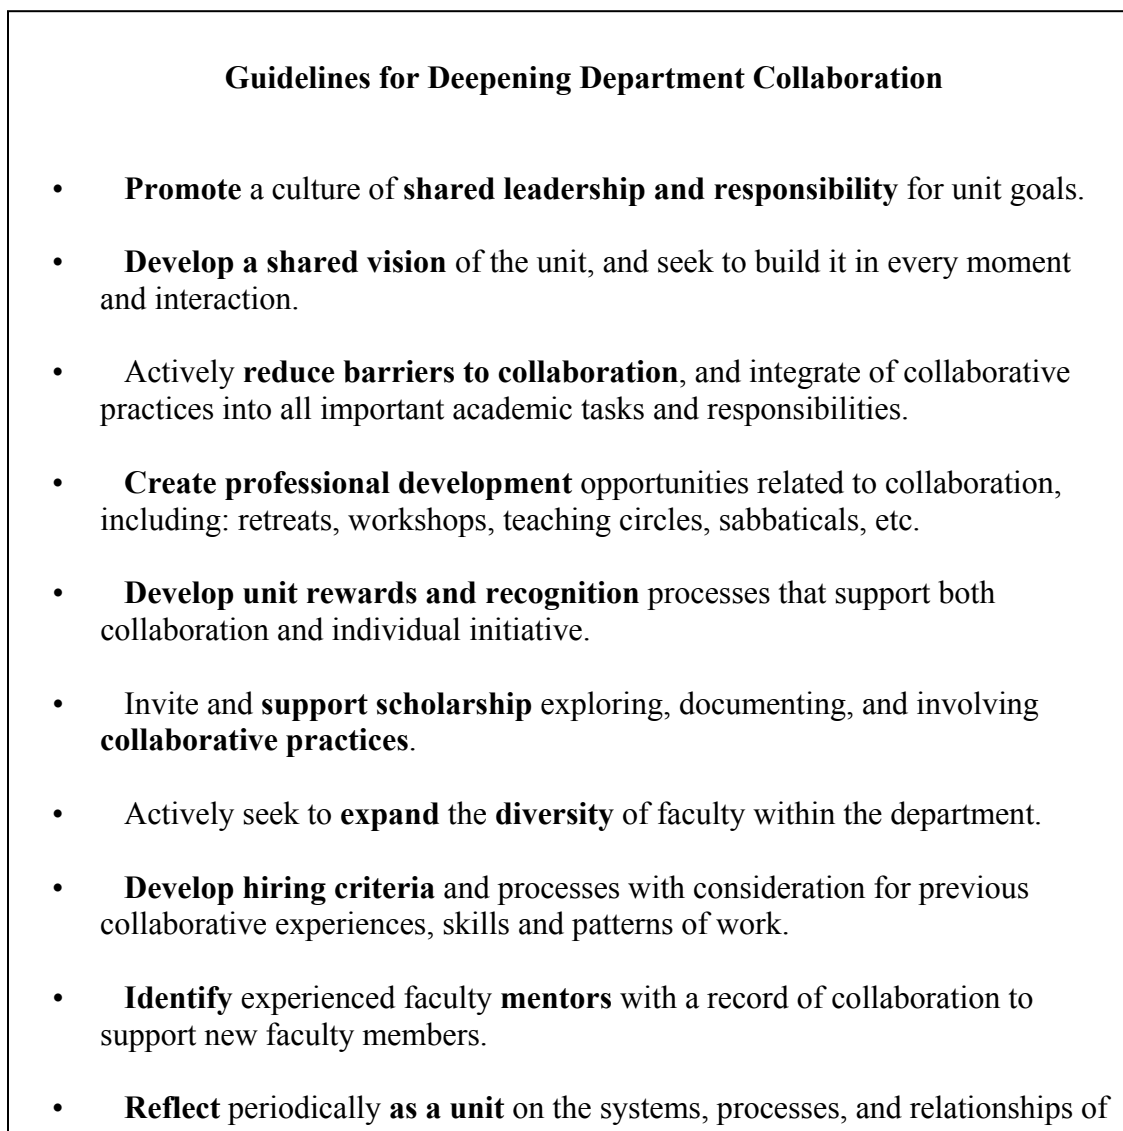 Guidelines for Deepening Department Collaboration
• Promote a culture of shared leadership and responsibility for unit goals.
• Develop a shared vision of the unit, and seek to build it in every moment
and interaction.
• Actively reduce barriers to collaboration, and integrate of collaborative
practices into all important academic tasks and responsibilities.
• Create professional development opportunities related to collaboration,
including: retreats, workshops, teaching circles, sabbaticals, etc.
• Develop unit rewards and recognition processes that support both
collaboration and individual initiative.
• Invite and support scholarship exploring, documenting, and involving
collaborative practices.
• Actively seek to expand the diversity of faculty within the department.
• Develop hiring criteria and processes with consideration for previous
collaborative experiences, skills and patterns of work.
• Identify experienced faculty mentors with a record of collaboration to
support new faculty members.
• Reflect periodically as a unit on the systems, processes, and relationships of